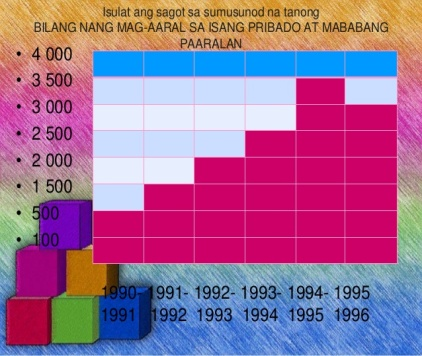 Isulat ang sagot sa sumusunod na tanong
BILANG NANG MAG-AARAL SA ISANG PRIBADO AT MABABANG
PAARALAN
• 4 000
• 3 500
• 3 000
• 2 500
• 2 000
• 1 500
• 500
• 100
1990- 1991- 1992- 1993- 1994- 1995
1991 1992 1993 1994 1995 1996